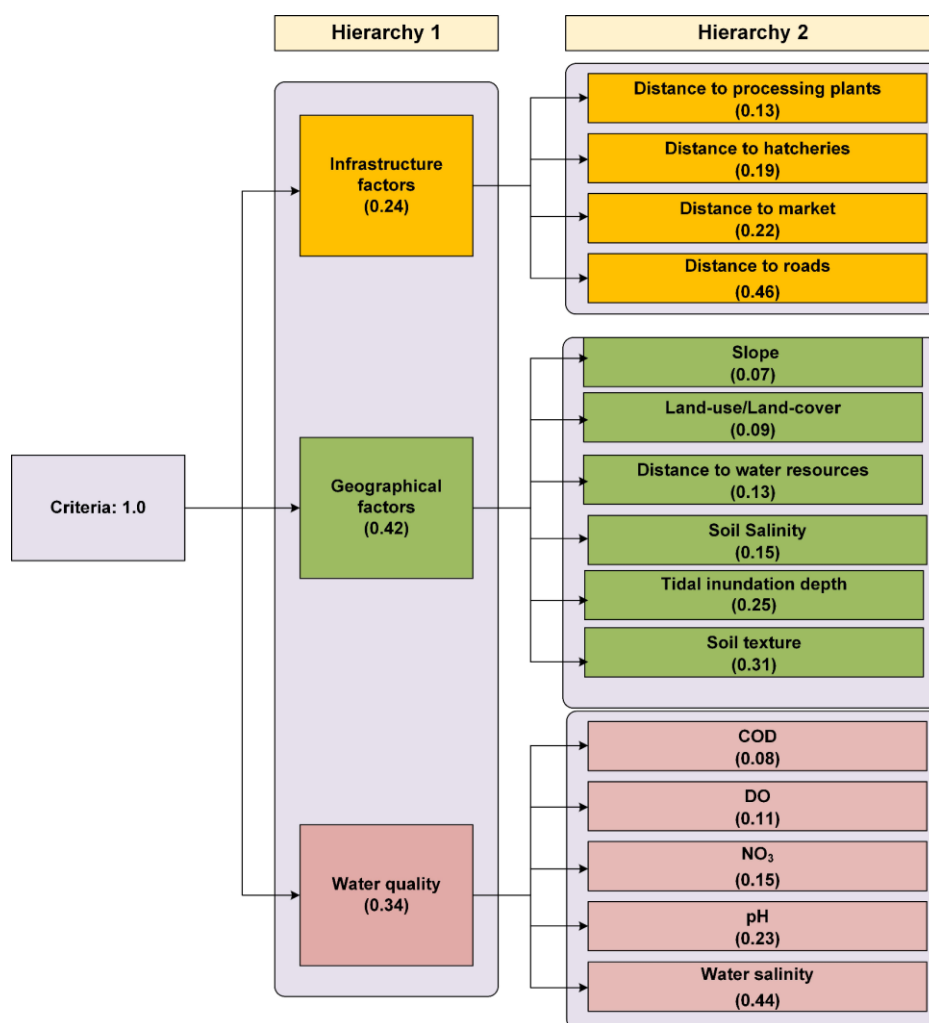 Hierarchy 1
Hierarchy 2
Criteria: 1.0
Infrastructure
factors
(0.24)
Distance to processing plants
(0.13)
Distance to hatcheries
(0.19)
Distance to market
(0.22)
Distance to roads
(0.46)
Geographical
factors
(0.42)
Slope
(0.07)
Land-use/Land-cover
(0.09)
Distance to water resources
(0.13)
Soil Salinity
(0.15)
Tidal inundation depth
(0.25)
Soil texture
(0.31)
Water quality
(0.34)
COD
(0.08)
DO
(0.11)
NO₃
(0.15)
pH
(0.23)
Water salinity
(0.44)